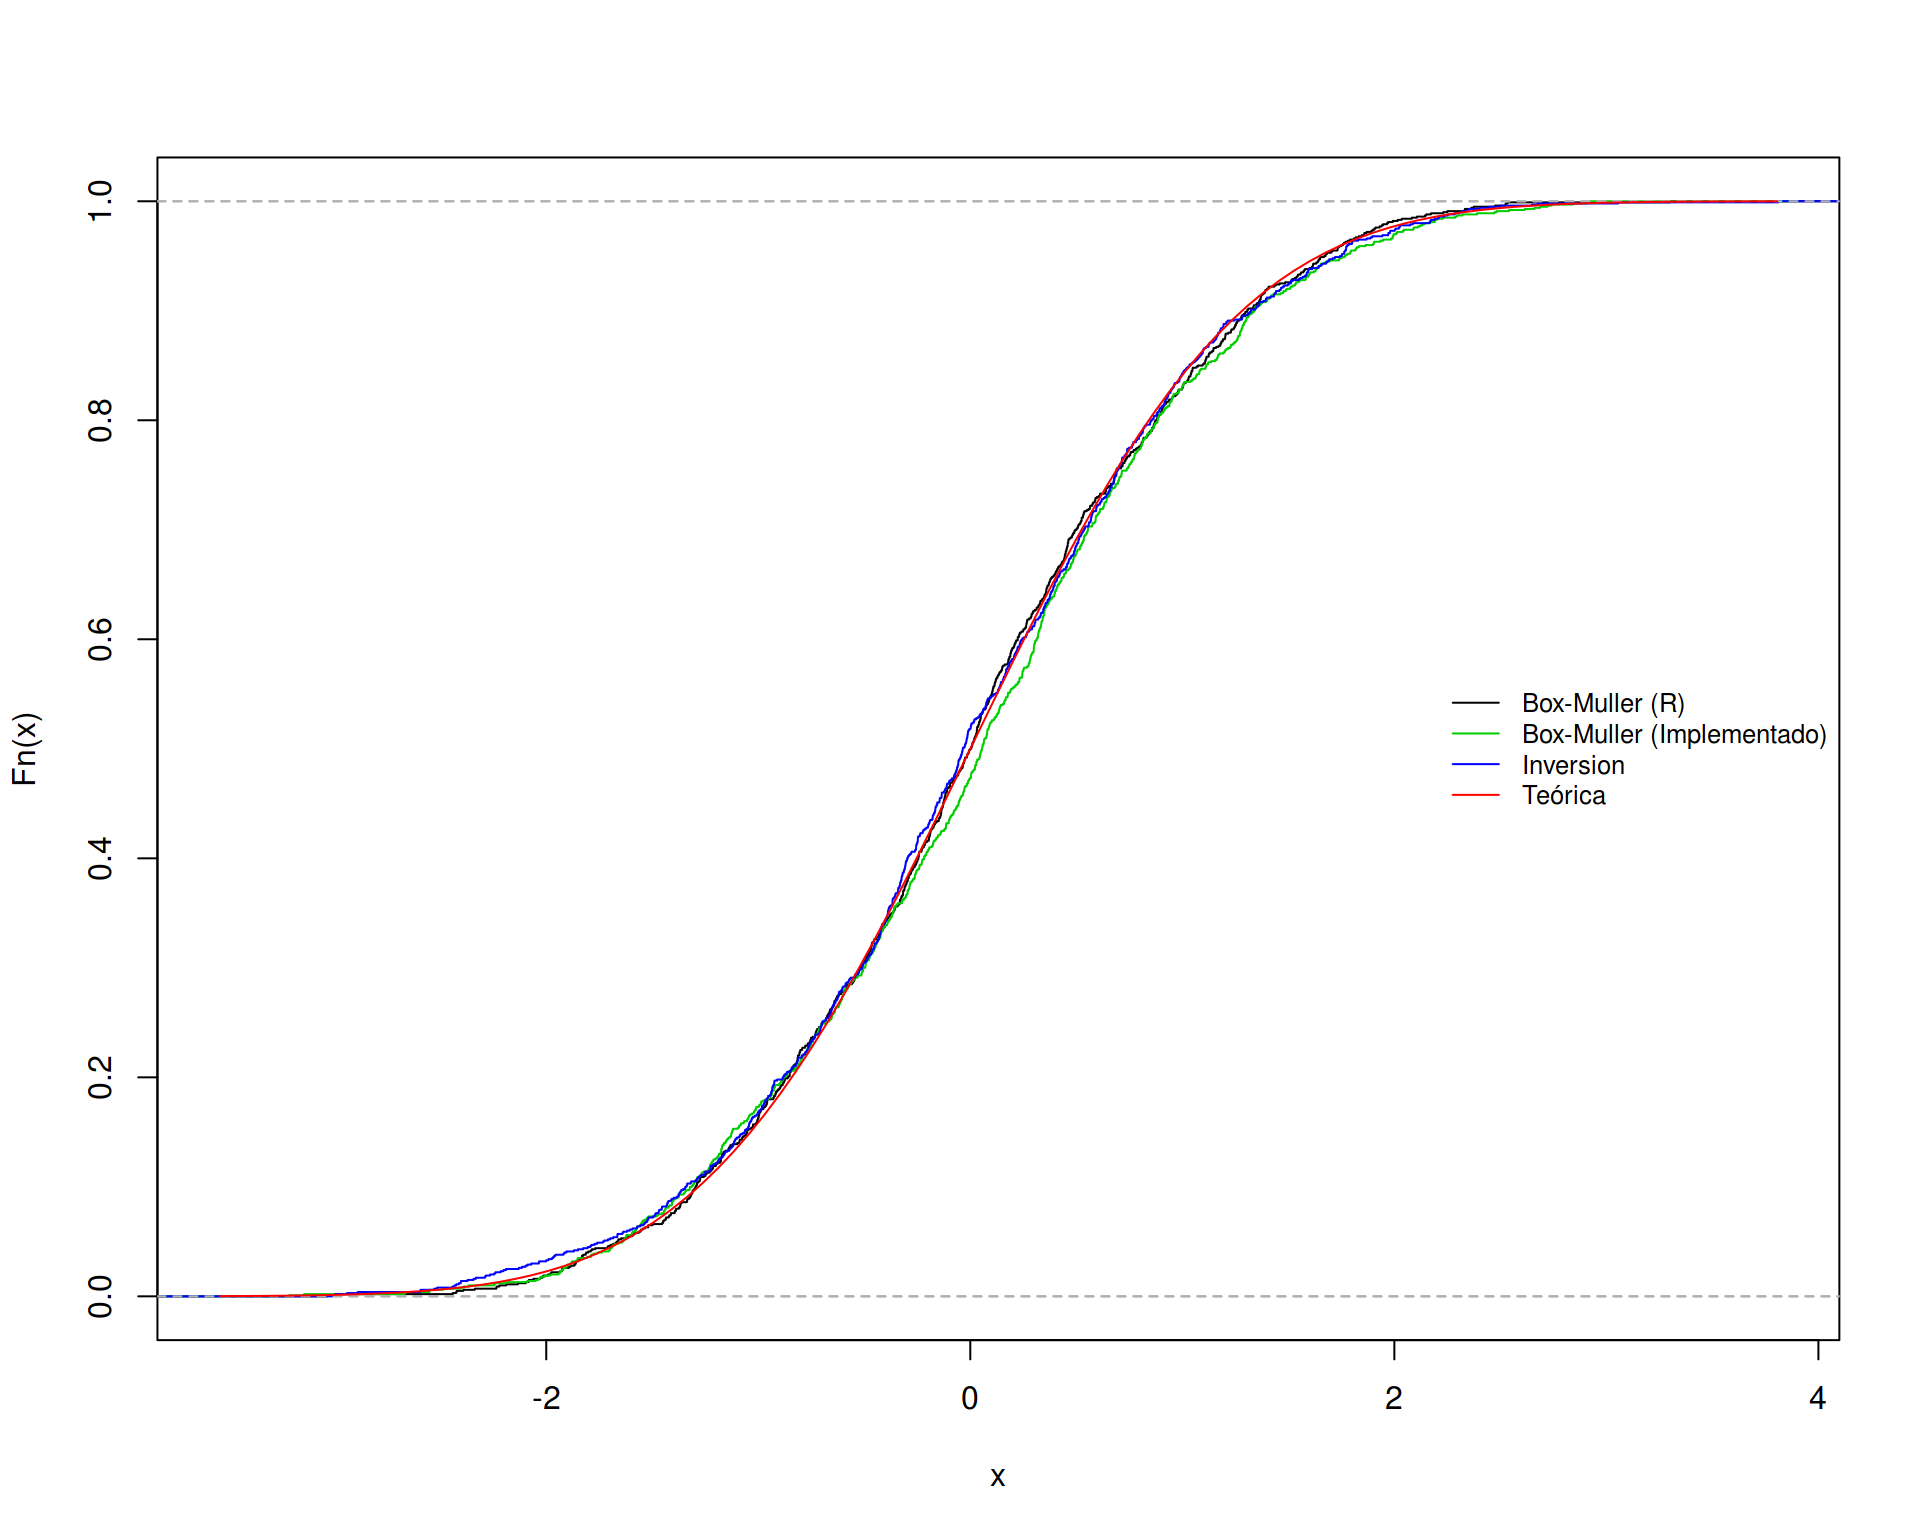 1.0
0.8
0.6
0.4
0.2
0.0
Fn(x)
Box-Muller (R)
Box-Muller (Implementado)
Inversion
Teórica
-2
0
2
4
x